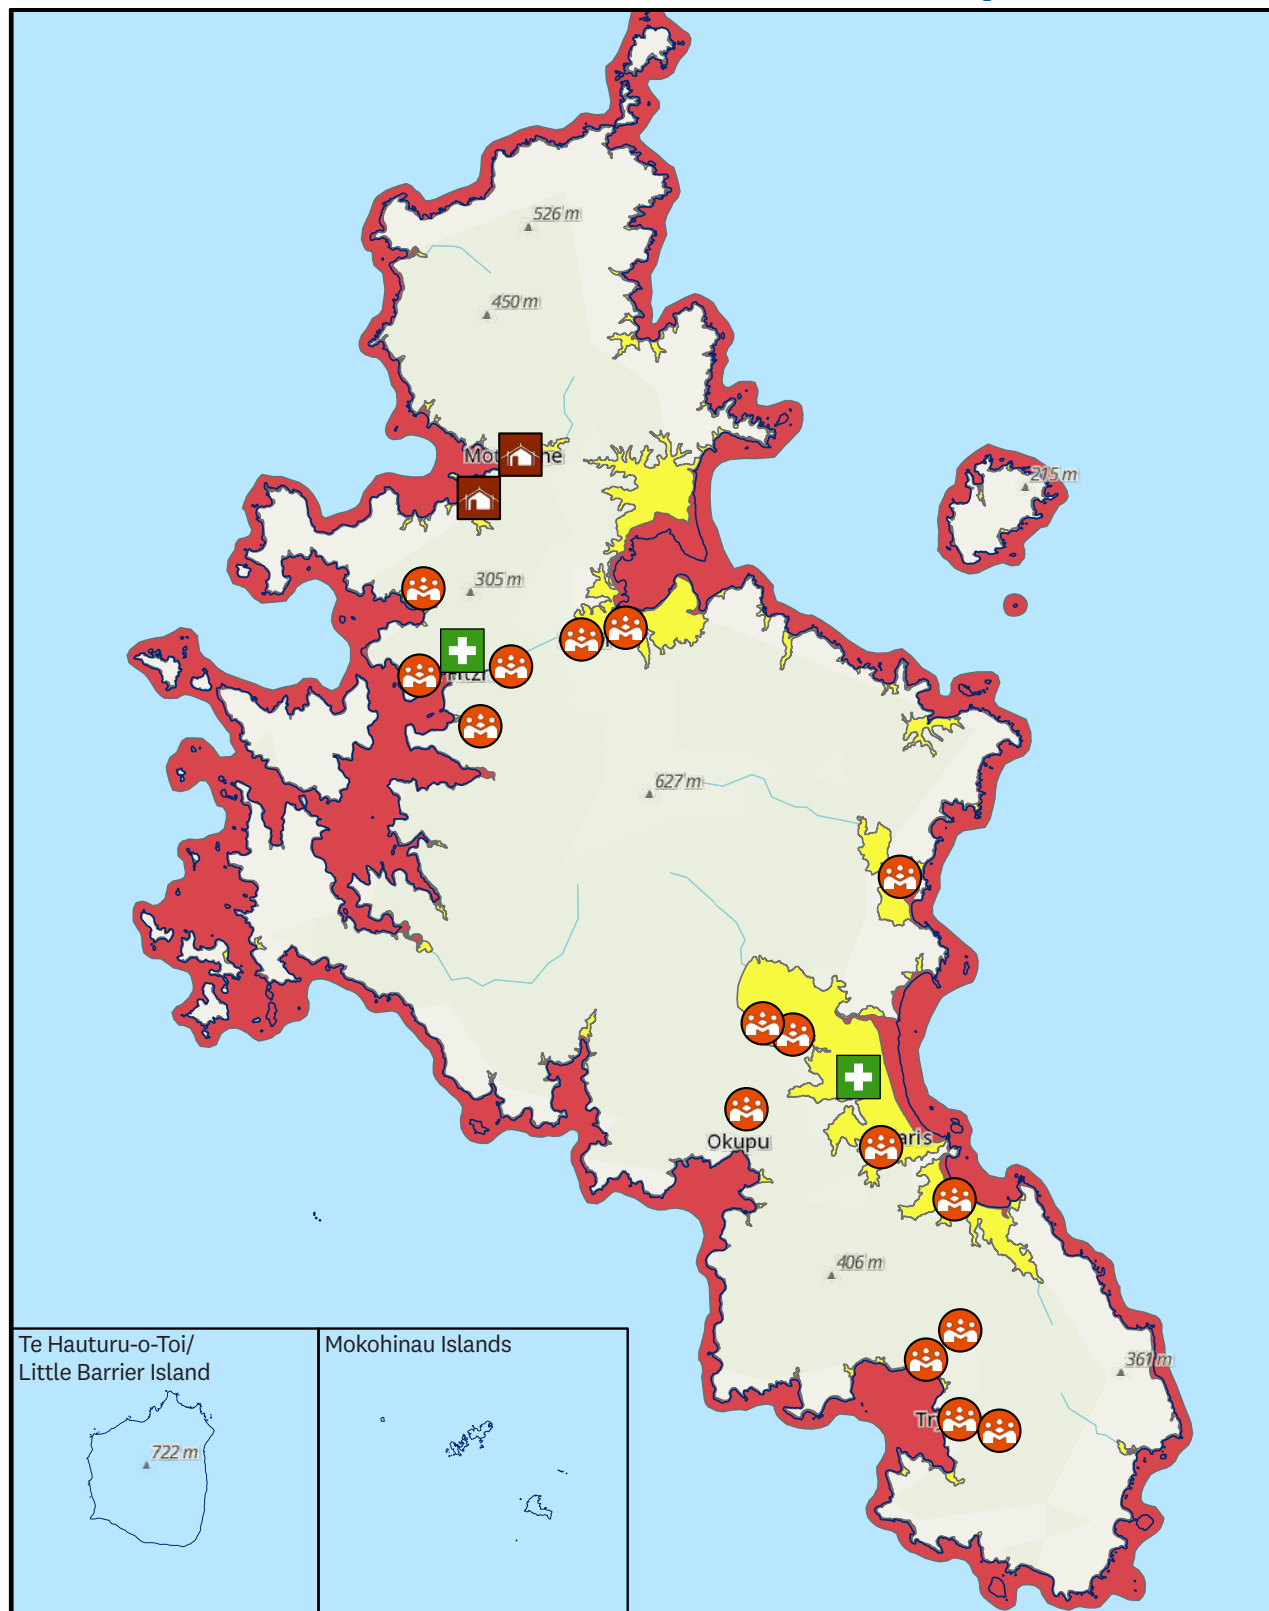 526 m
450 m
215 m
305 m
627 m
Okupu
406 m
361 m
Te Hauturu-o-Toi/
Little Barrier Island
722 m
Mokohinau Islands